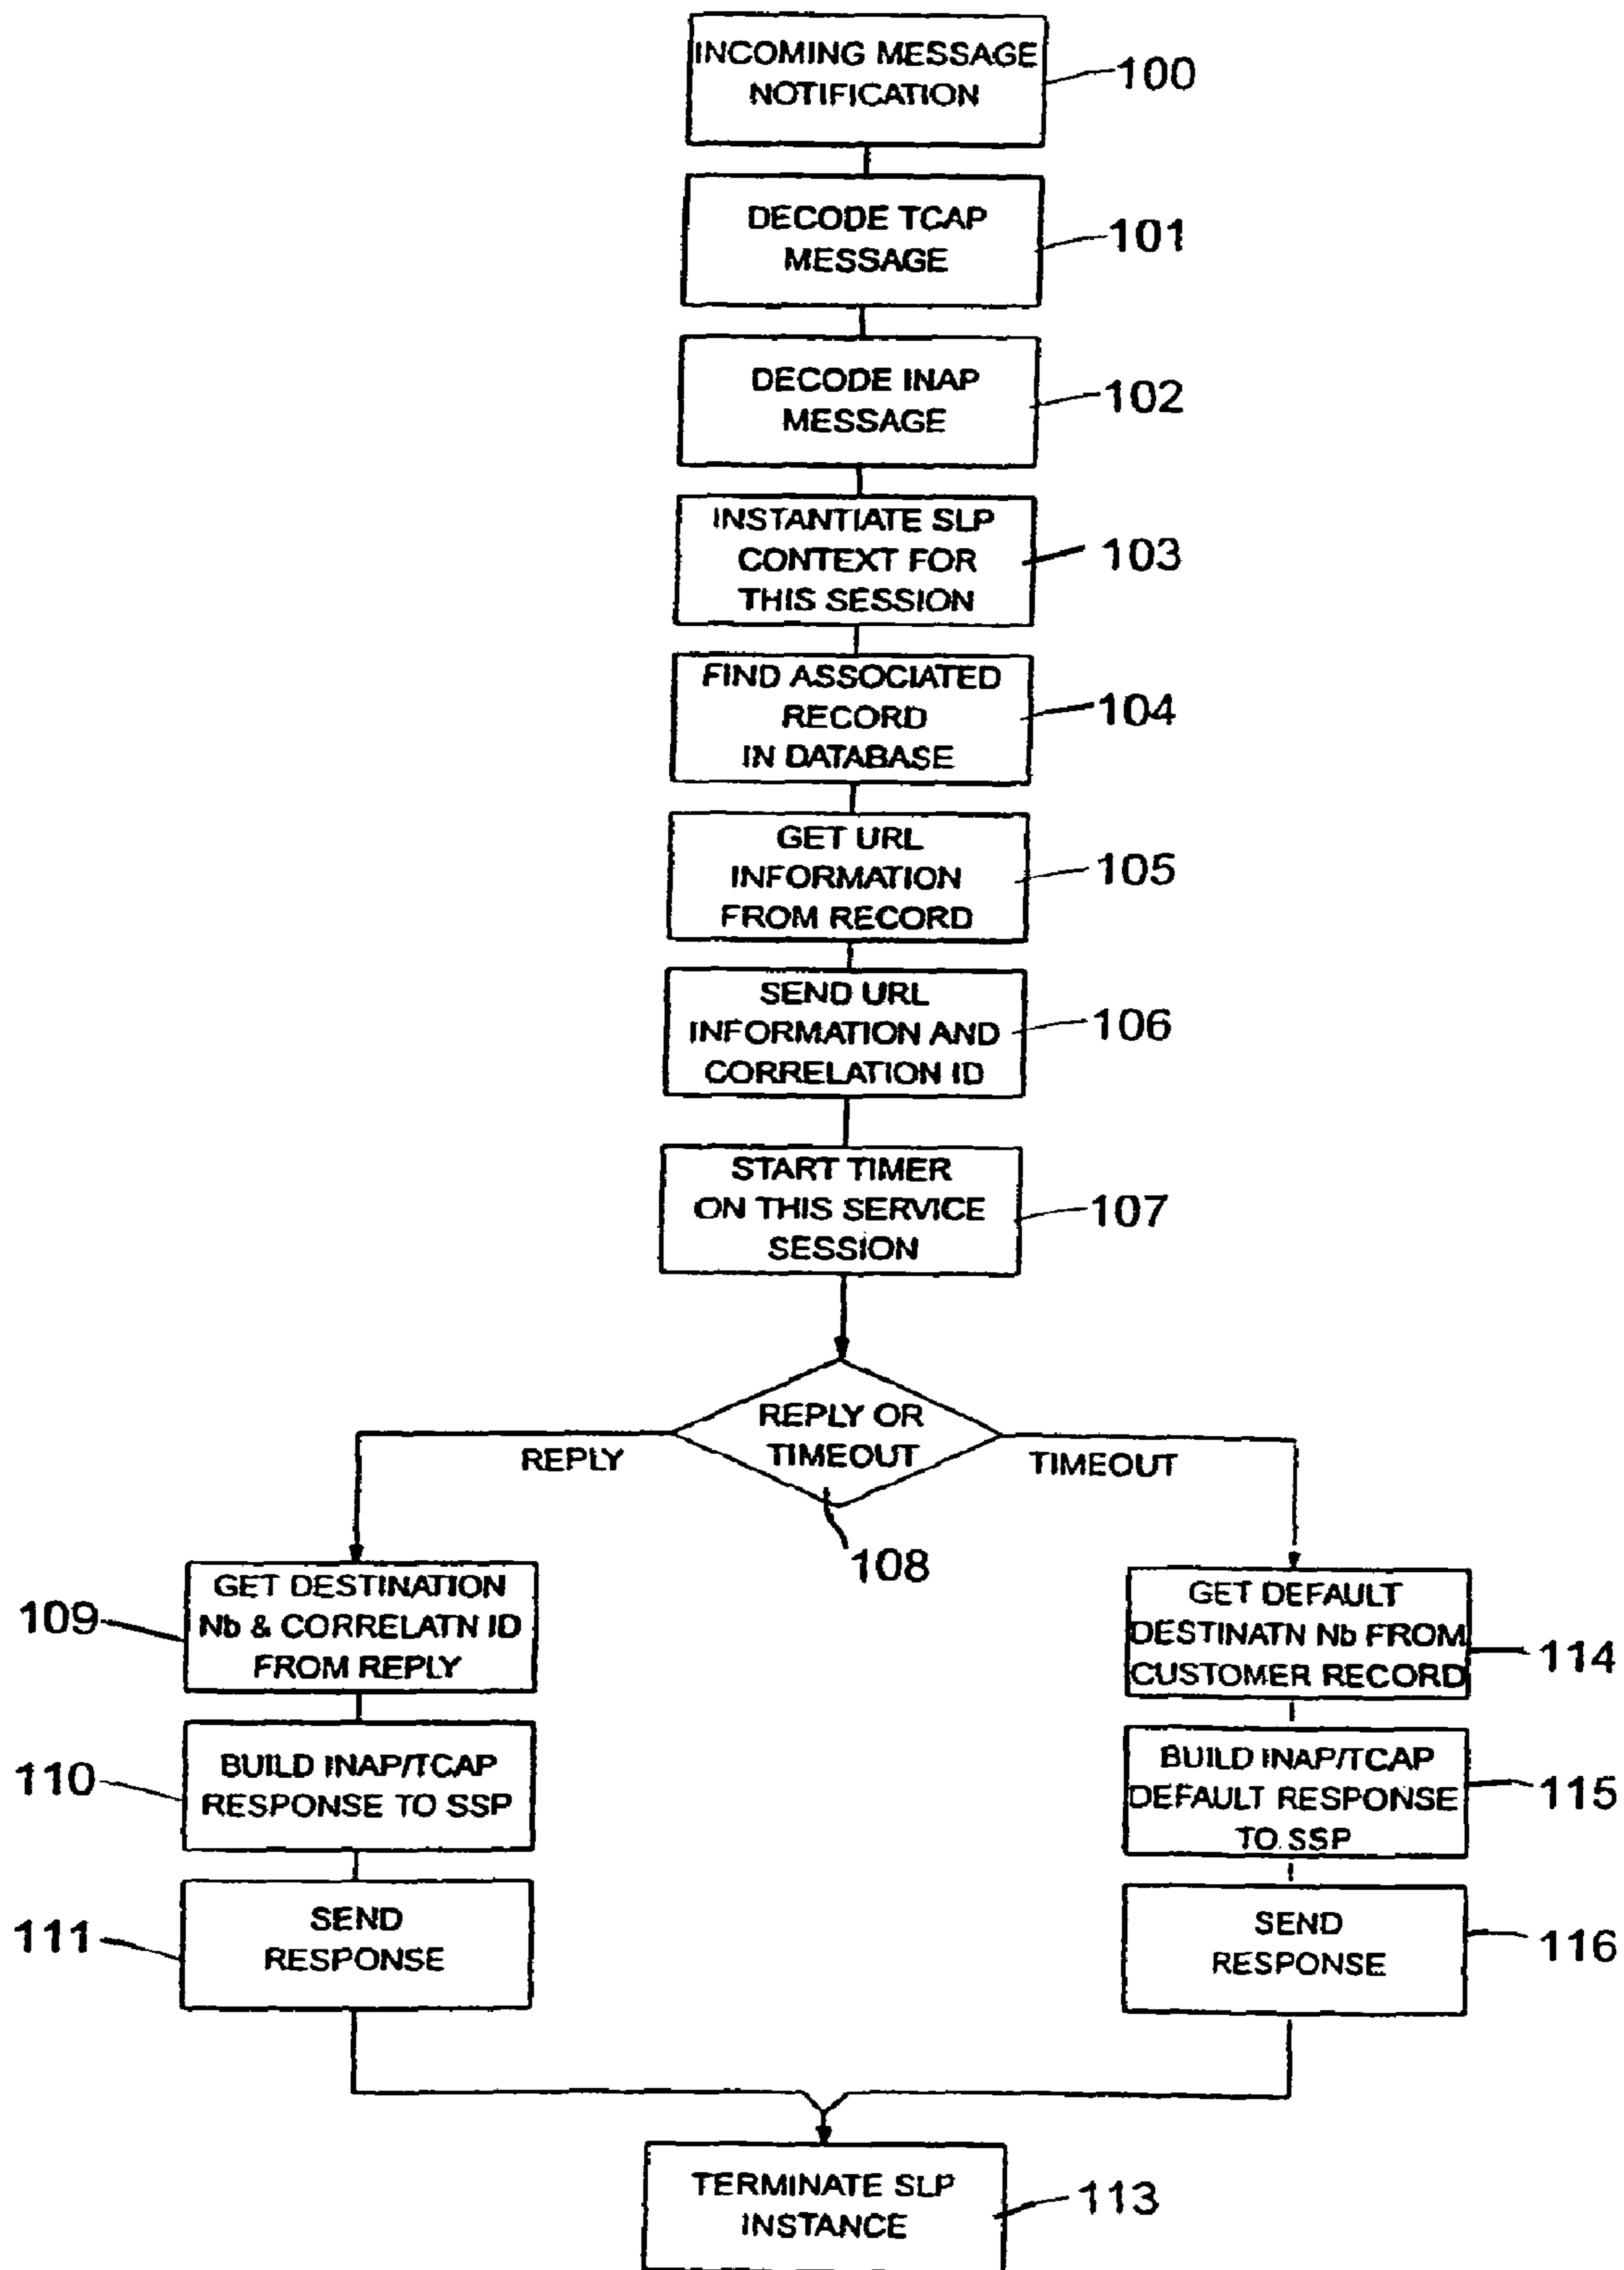 INCOMING MESSAGE
NOTIFICATION
100
DECODE TCAP
MESSAGE
101
DECODE INAP
MESSAGE
102
INSTANTIATE SLP
CONTEXT FOR
THIS SESSION
103
FIND ASSOCIATED
RECORD
IN DATABASE
104
GET URL
INFORMATION
FROM RECORD
105
SEND URL
INFORMATION AND
CORRELATION ID
106
START TIMER
ON THIS SERVICE
SESSION
107
REPLY OR
TIMEOUT
108
REPLY
TIMEOUT
GET DESTINATION
Nb & CORRELATN ID
FROM REPLY
109
BUILD INAP/TCAP
RESPONSE TO SSP
110
SEND
RESPONSE
111
GET DEFAULT
DESTINATN Nb FROM
CUSTOMER RECORD
114
BUILD INAP/TCAP
DEFAULT RESPONSE
TO SSP
115
SEND
RESPONSE
116
TERMINATE SLP
INSTANCE
113